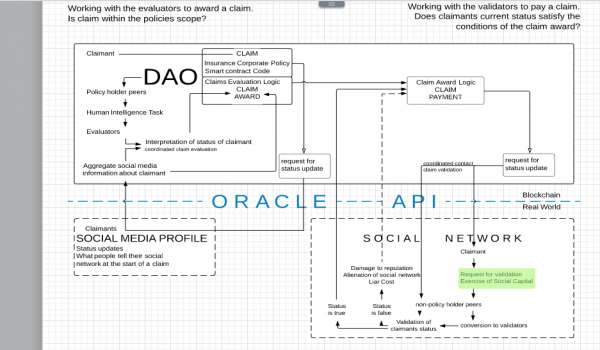 Working with the evaluators to award a claim.
Is claim within the policies scope?
Working with the validators to pay a claim.
Does claimants current status satisfy the
conditions of the claim award?
Claimant
CLAIM
Insurance Corporate Policy
Smart contract Code
DAO
Claims Evaluation Logic
CLAIM
AWARD
Claim Award Logic
CLAIM
PAYMENT
Policy holder peers
Human Intelligence Task
Evaluators
Interpretation of status of claimant
coordinated claim evaluation
Aggregate social media
information about claimant
request for
status update
coordinated contact
claim validation
request for
status update
Blockchain
ORACLE API
Real World
Claimants
SOCIAL MEDIA PROFILE
Status updates
What people tell their social
network at the start of a claim
SOCIAL NETWORK
Claimant
Damage to reputation
Alienation of social network
Liar Cost
Request for validation
Exercise of Social Capital
Status
is true
Status
is false
non-policy holder peers
Validation of
claimants status
conversion to validators